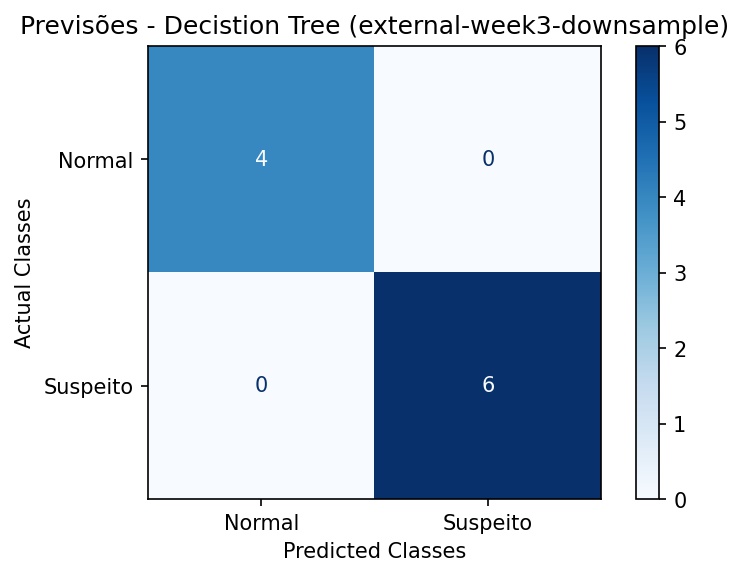 Previsões - Decistion Tree (external-week3-downsample)
Normal
4
0
Suspeito
0
6
Normal
Suspeito
Predicted Classes
Actual Classes
6
5
4
3
2
1
0